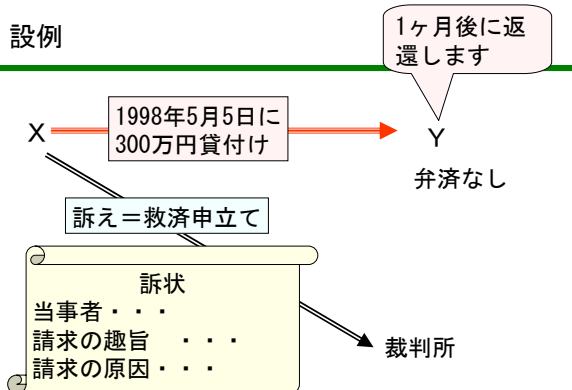 設例
1ヶ月後に返
還します
1998年5月5日に
300万円貸付け
X
Y
弁済なし
訴え＝救済申立て
訴状
当事者・・・
請求の趣旨　・・・
請求の原因・・・
裁判所